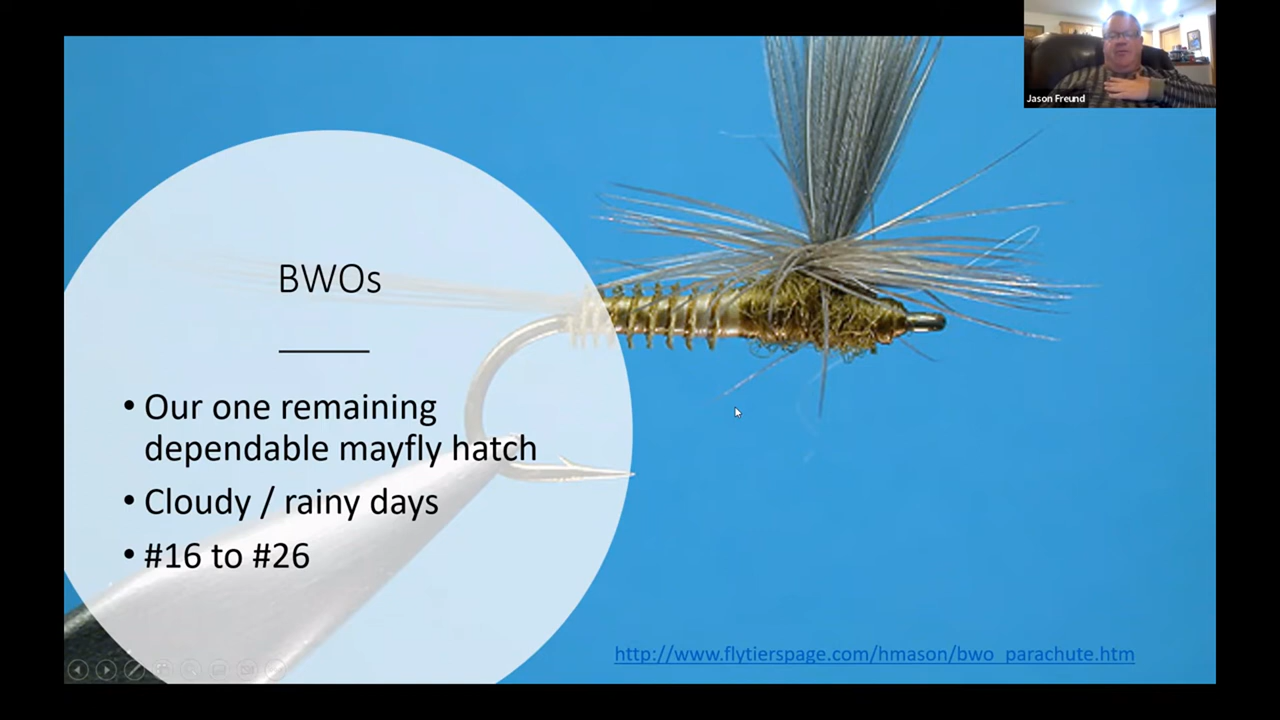 Jason Freund
BWOs
• Our one remaining
dependable mayfly hatch
• Cloudy / rainy days
• #16 to #26
http://www.flytierspage.com/hmason/bwo_parachute.htm